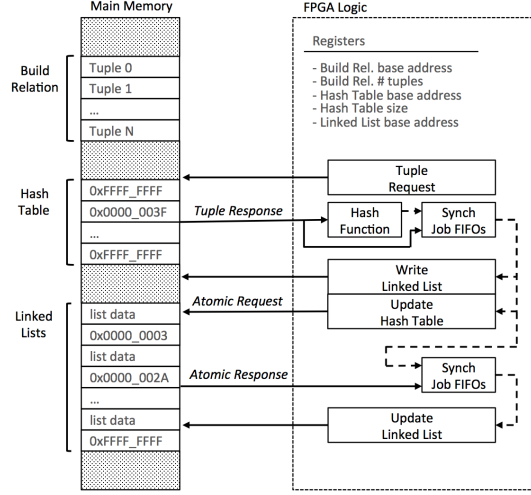 Main Memory
FPGA Logic
Registers
- Build Rel. base address
- Build Rel. # tuples
- Hash Table base address
- Hash Table size
- Linked List base address
Build
Relation
Tuple 0
Tuple 1
...
Tuple N
Tuple
Request
Hash
Table
0xFFFF_FFFF
0x0000_003F
...
0xFFFF_FFFF
Tuple Response
Hash
Function
Synch
Job FIFOs
Write
Linked List
Atomic Request
Update
Hash Table
Linked
Lists
list data
0x0000_0003
list data
0x0000_002A
...
list data
0xFFFF_FFFF
Atomic Response
Synch
Job FIFOs
Update
Linked List